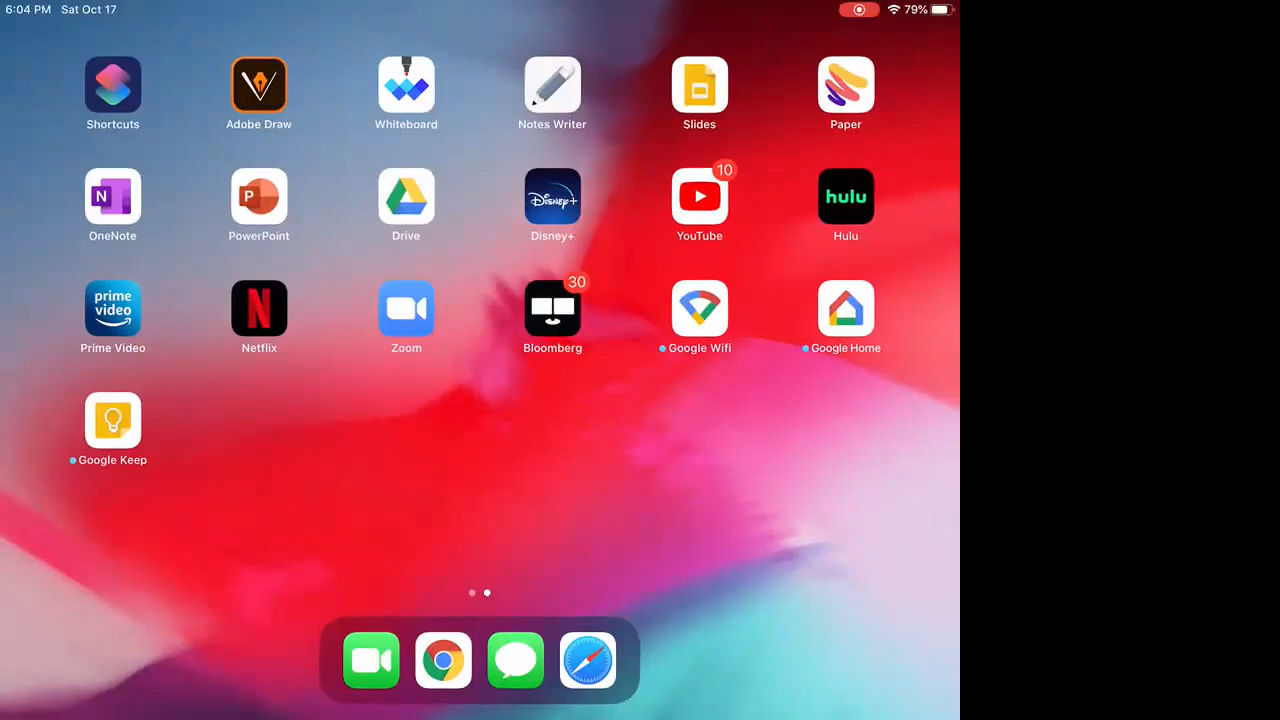 6:04 PM Sat Oct 17 79%
Shortcuts Adobe Draw Whiteboard Notes Writer Slides Paper
N P Disney+ 10 hulu
OneNote PowerPoint Drive Disney+ YouTube Hulu
prime video N 30
Prime Video Netflix Zoom Bloomberg Google Wifi Google Home
Google Keep